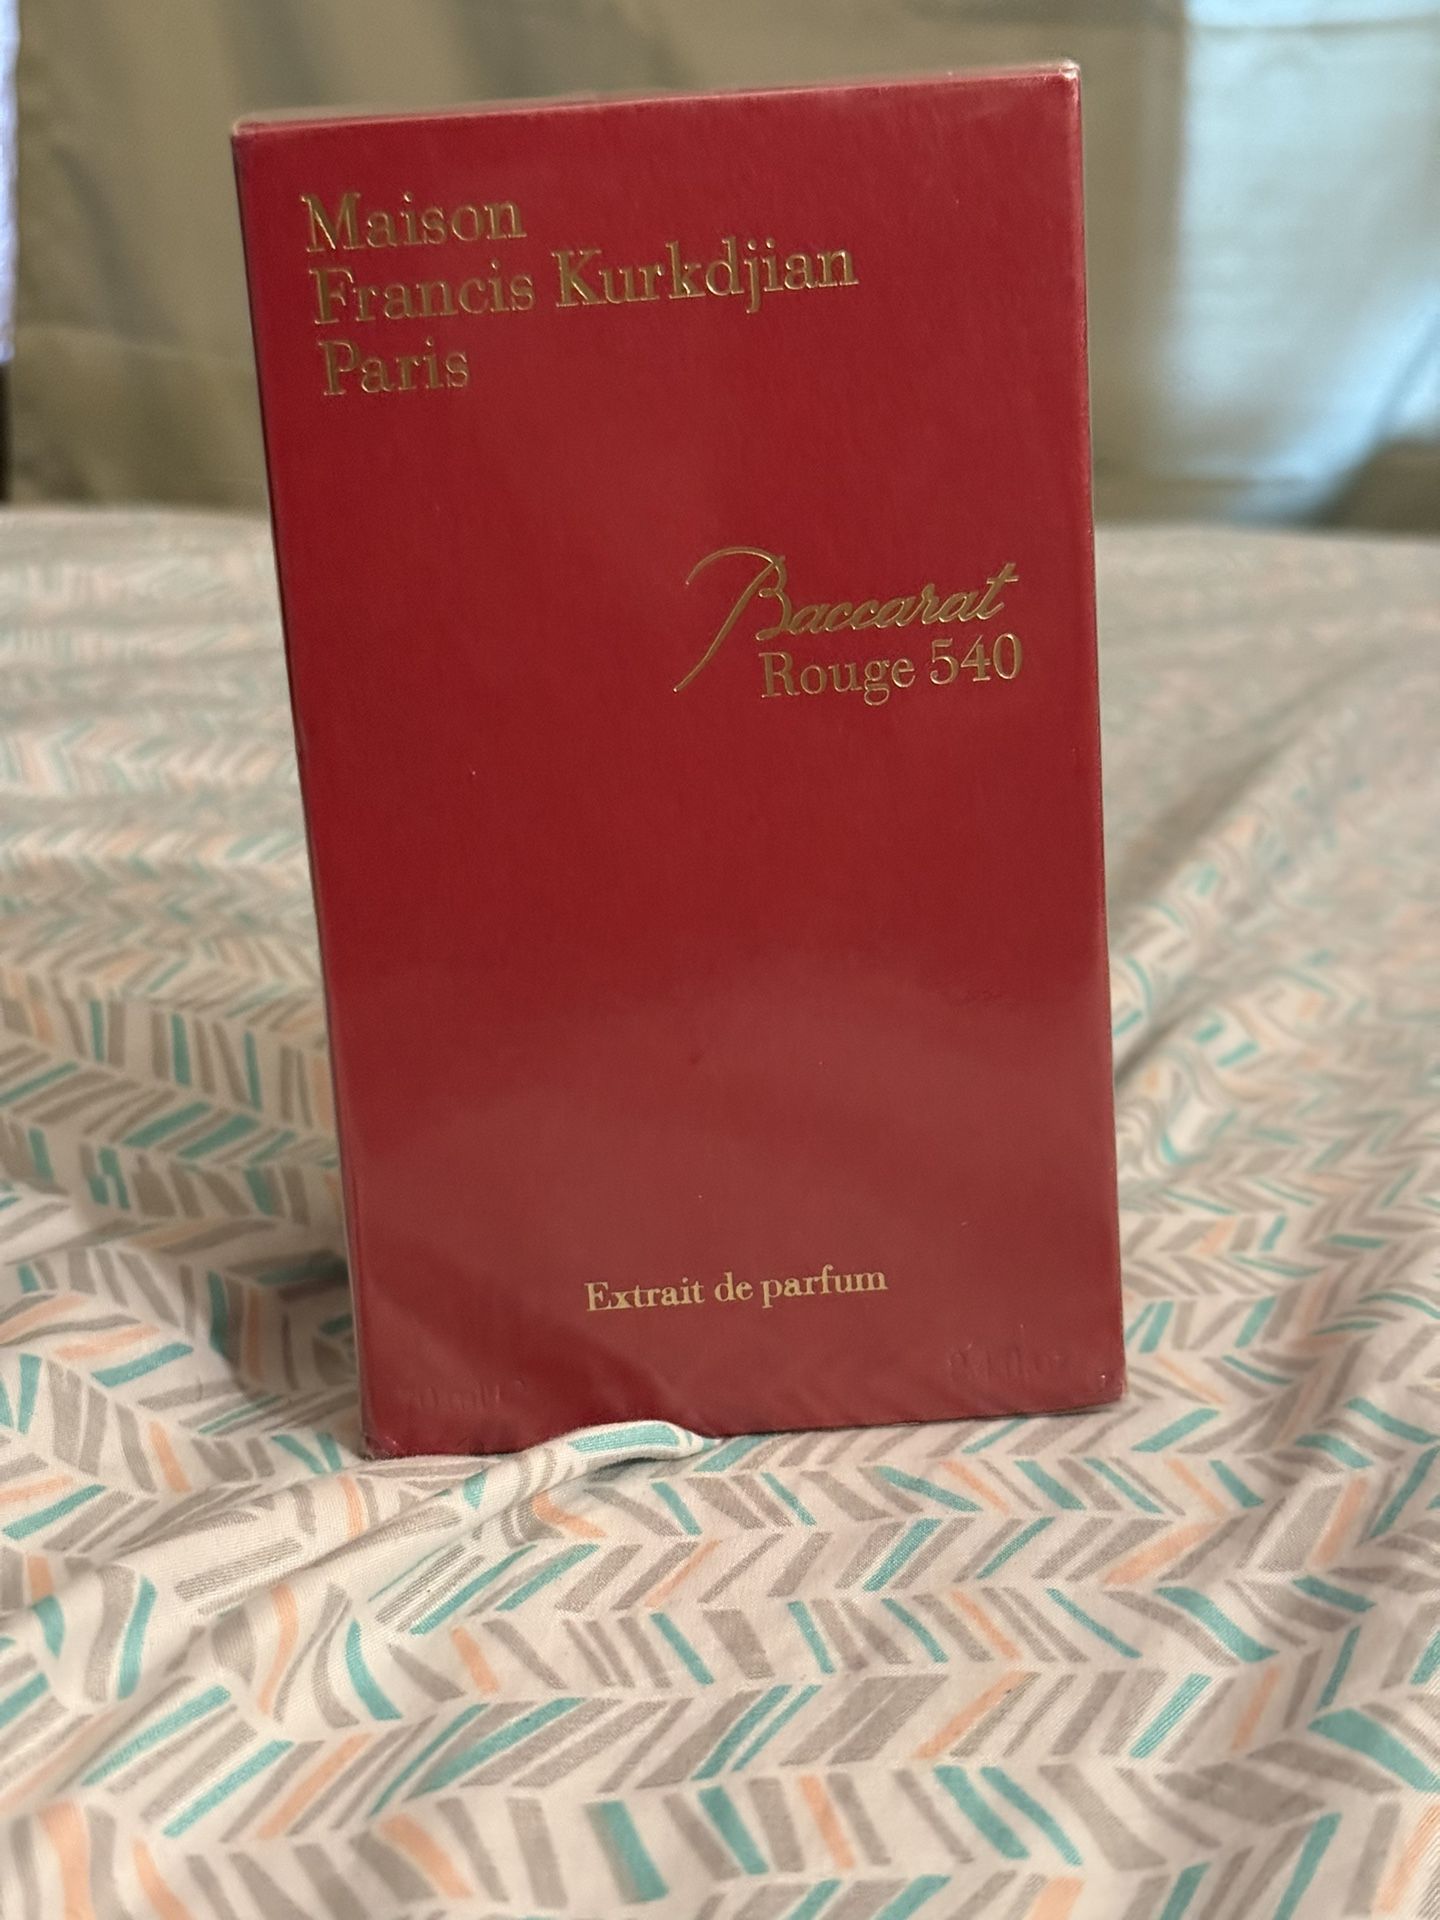 Maison
Francis Kurkdjian
Paris
Baccarat
Rouge 540
Extrait de parfum